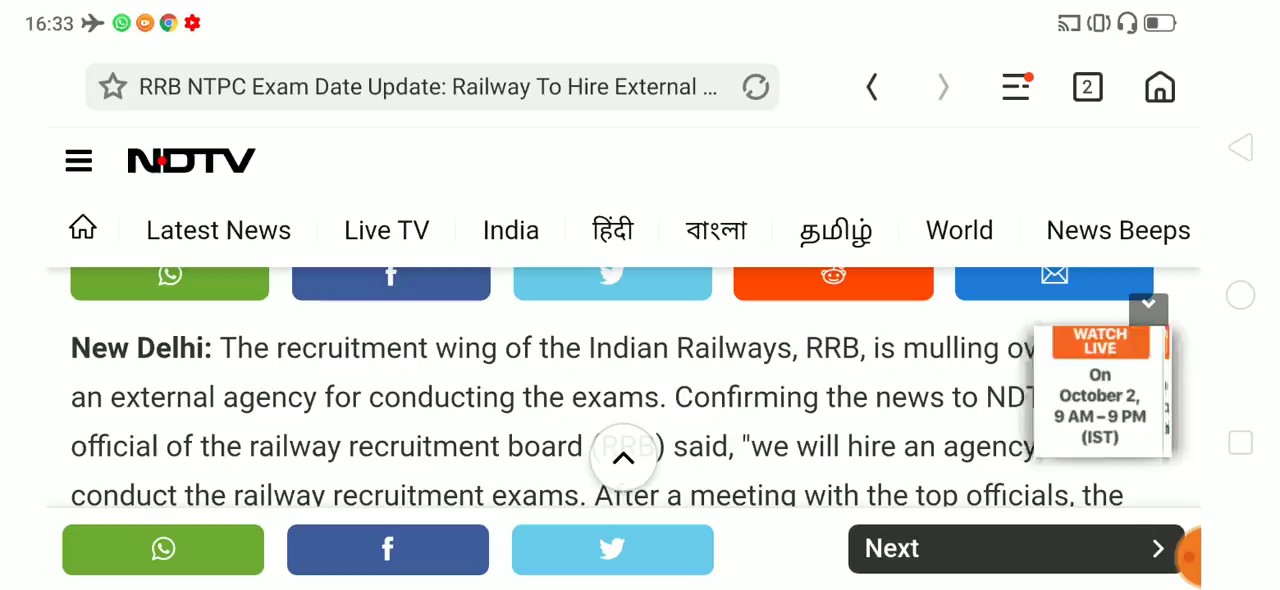 16:33
RRB NTPC Exam Date Update: Railway To Hire External ...
2
NDTV
Latest News Live TV India हिंदी বাংলা தமிழ் World News Beeps
New Delhi: The recruitment wing of the Indian Railways, RRB, is mulling
an external agency for conducting the exams. Confirming the news to
official of the railway recruitment board (RRB) said, "we will hire an agency
conduct the railway recruitment exams. After a meeting with the top officials, the
WATCH
LIVE
On
October 2,
9 AM – 9 PM
(IST)
Next